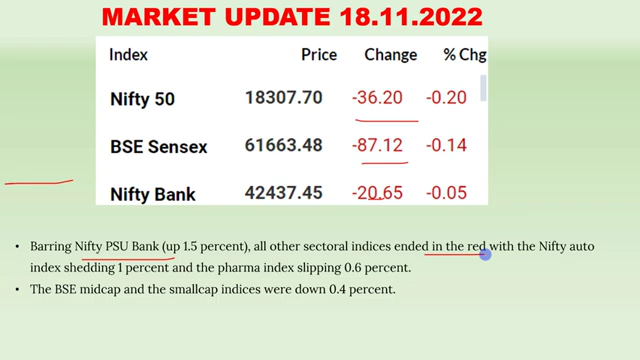 MARKET UPDATE 18.11.2022
Index Price Change % Chg
Nifty 50 18307.70 -36.20 -0.20
BSE Sensex 61663.48 -87.12 -0.14
Nifty Bank 42437.45 -20.65 -0.05
• Barring Nifty PSU Bank (up 1.5 percent), all other sectoral indices ended in the red with the Nifty auto
index shedding 1 percent and the pharma index slipping 0.6 percent.
• The BSE midcap and the smallcap indices were down 0.4 percent.